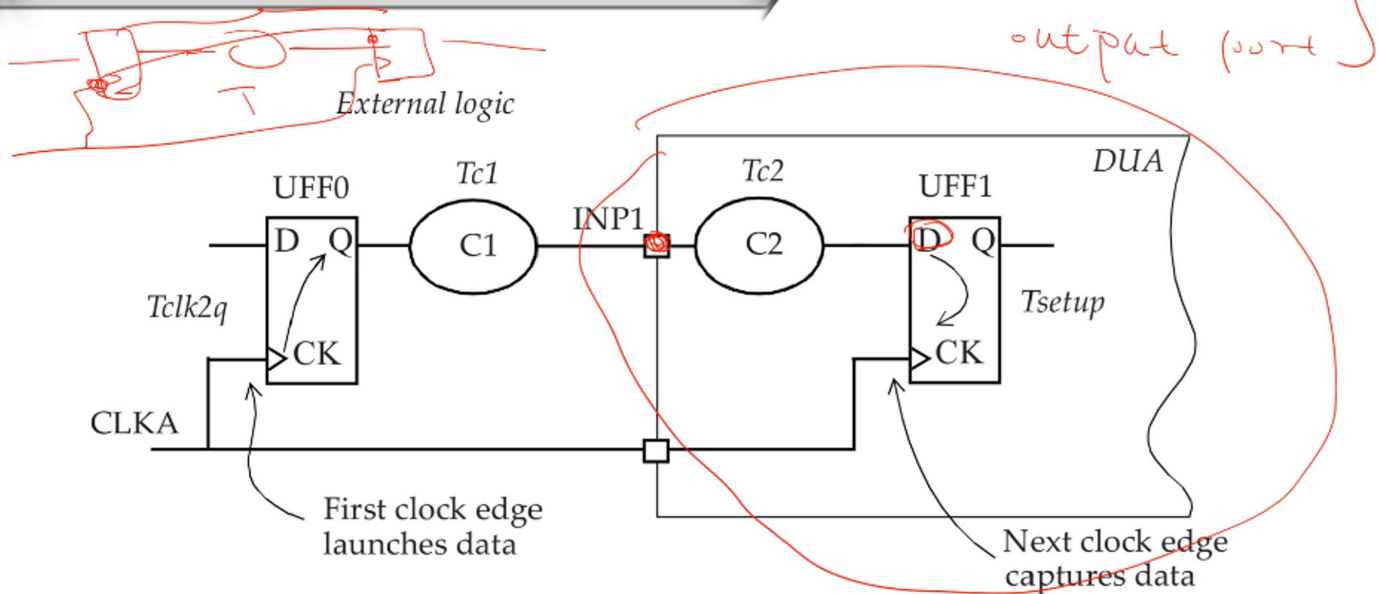 output port
T
External logic
DUA
Tc1
Tc2
UFF0
UFF1
INP1
D Q
C1
C2
D Q
Tclk2q
Tsetup
CK
CK
CLKA
First clock edge
launches data
Next clock edge
captures data